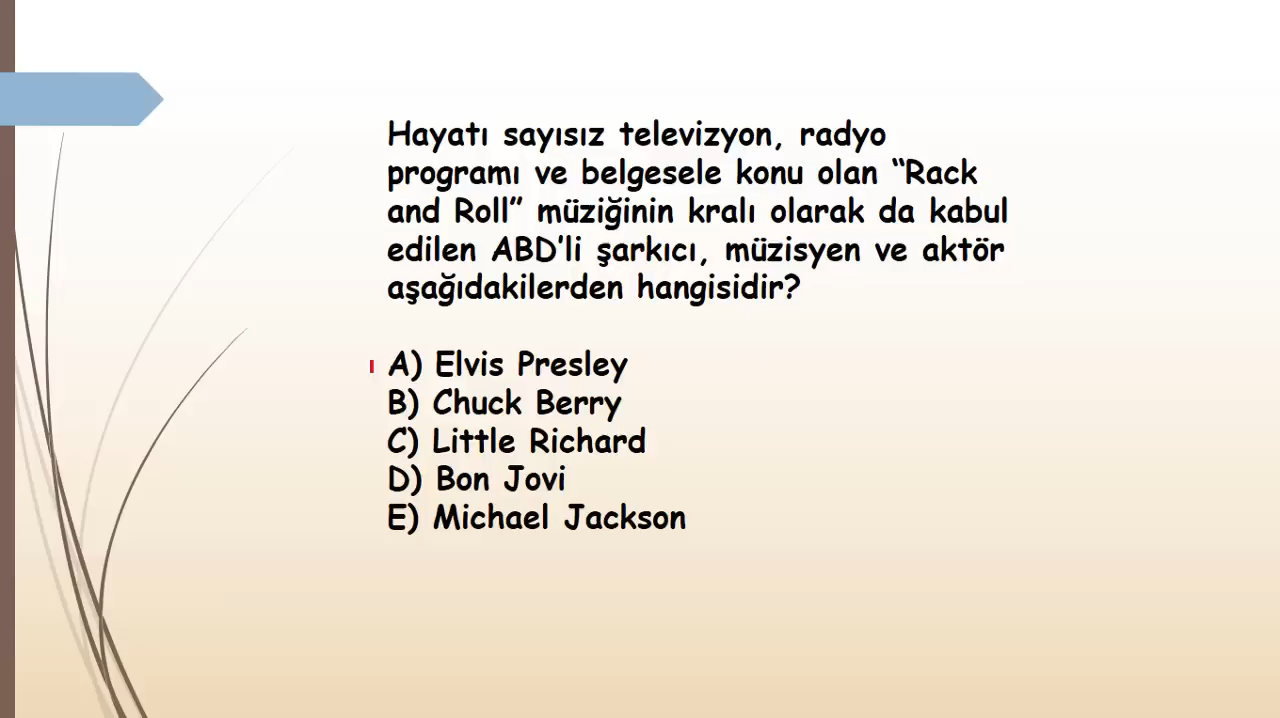 Hayatı sayısız televizyon, radyo
programı ve belgesele konu olan “Rack
and Roll” müziğinin kralı olarak da kabul
edilen ABD’li şarkıcı, müzisyen ve aktör
aşağıdakilerden hangisidir?
A) Elvis Presley
B) Chuck Berry
C) Little Richard
D) Bon Jovi
E) Michael Jackson